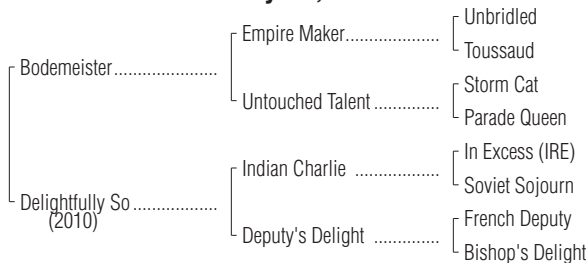 Unbridled
Empire Maker....................
Toussaud
Bodemeister......................
Storm Cat
Untouched Talent ..............
Parade Queen
In Excess (IRE)
Indian Charlie ..................
Soviet Sojourn
Delightfully So..................
(2010)
French Deputy
Deputy's Delight ..............
Bishop's Delight